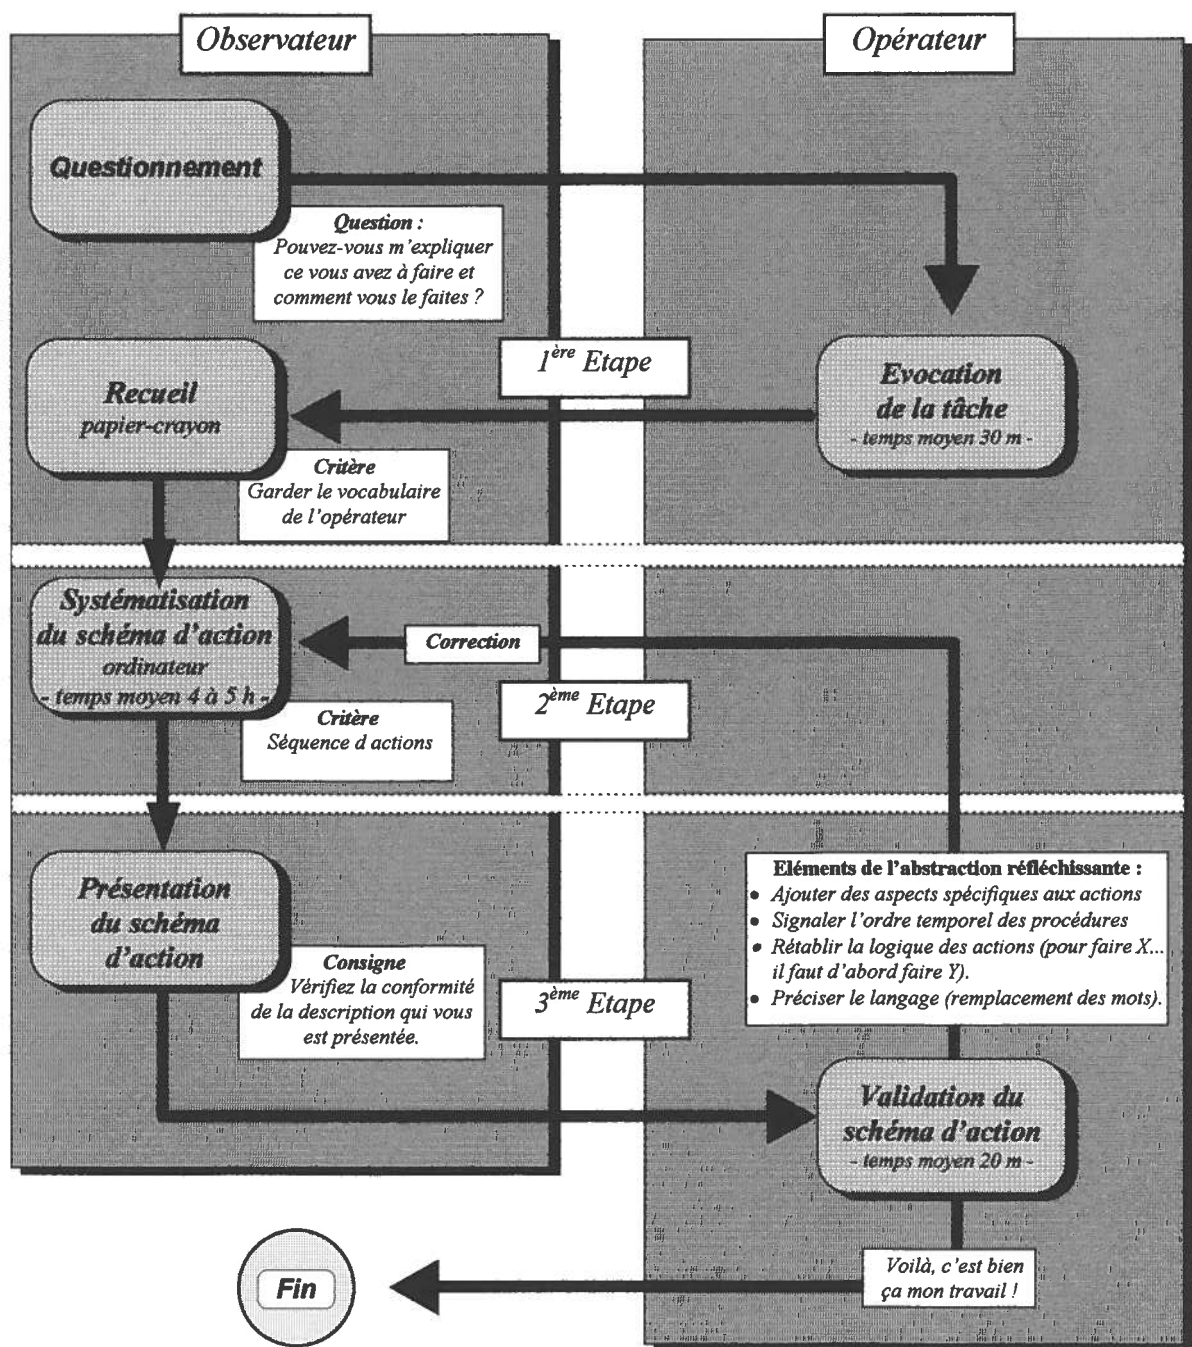 Observateur
Opérateur
Questionnement
Question :
Pouvez-vous m'expliquer
ce vous avez à faire et
comment vous le faites ?
1ère Etape
Evocation
de la tâche
- temps moyen 30 m -
Recueil
papier-crayon
Critère
Garder le vocabulaire
de l'opérateur
Systématisation
du schéma d'action
ordinateur
- temps moyen 4 à 5 h -
Correction
2ème Etape
Critère
Séquence d actions
Présentation
du schéma
d'action
Consigne
Vérifiez la conformité
de la description qui vous
est présentée.
3ème Etape
Eléments de l'abstraction réfléchissante :
• Ajouter des aspects spécifiques aux actions
• Signaler l'ordre temporel des procédures
• Rétablir la logique des actions (pour faire X...
il faut d'abord faire Y).
• Préciser le langage (remplacement des mots).
Validation du
schéma d'action
- temps moyen 20 m -
Voilà, c'est bien
ça mon travail !
Fin